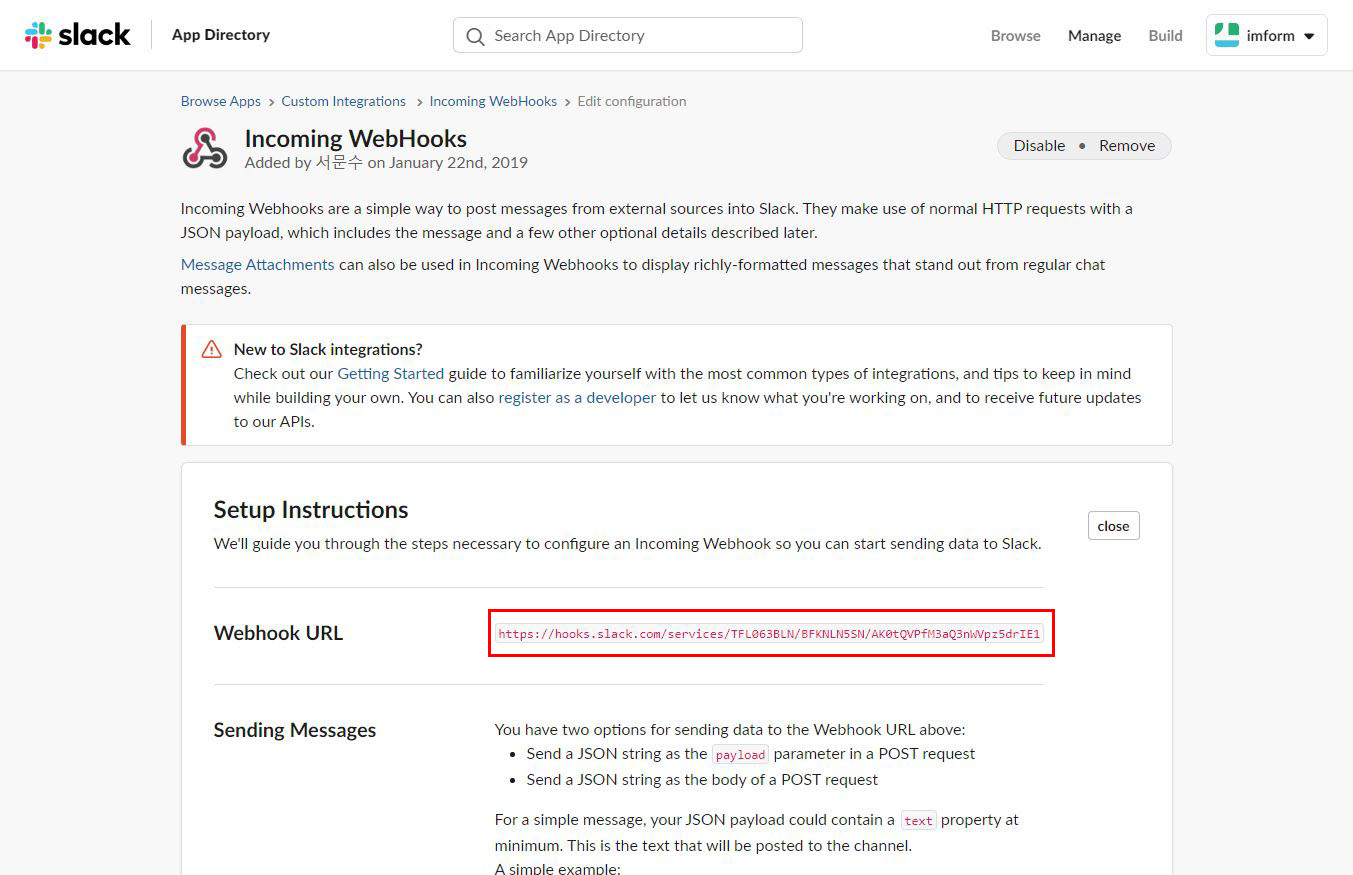 slack
App Directory
Search App Directory
Browse
Manage
Build
imform
Browse Apps > Custom Integrations > Incoming WebHooks > Edit configuration
Incoming WebHooks
Added by 서문수 on January 22nd, 2019
Disable • Remove
Incoming Webhooks are a simple way to post messages from external sources into Slack. They make use of normal HTTP requests with a
JSON payload, which includes the message and a few other optional details described later.
Message Attachments can also be used in Incoming Webhooks to display richly-formatted messages that stand out from regular chat
messages.
New to Slack integrations?
Check out our Getting Started guide to familiarize yourself with the most common types of integrations, and tips to keep in mind
while building your own. You can also register as a developer to let us know what you're working on, and to receive future updates
to our APIs.
Setup Instructions
close
We'll guide you through the steps necessary to configure an Incoming Webhook so you can start sending data to Slack.
Webhook URL
https://hooks.slack.com/services/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
Sending Messages
You have two options for sending data to the Webhook URL above:
• Send a JSON string as the payload parameter in a POST request
• Send a JSON string as the body of a POST request
For a simple message, your JSON payload could contain a text property at
minimum. This is the text that will be posted to the channel.
A simple example: